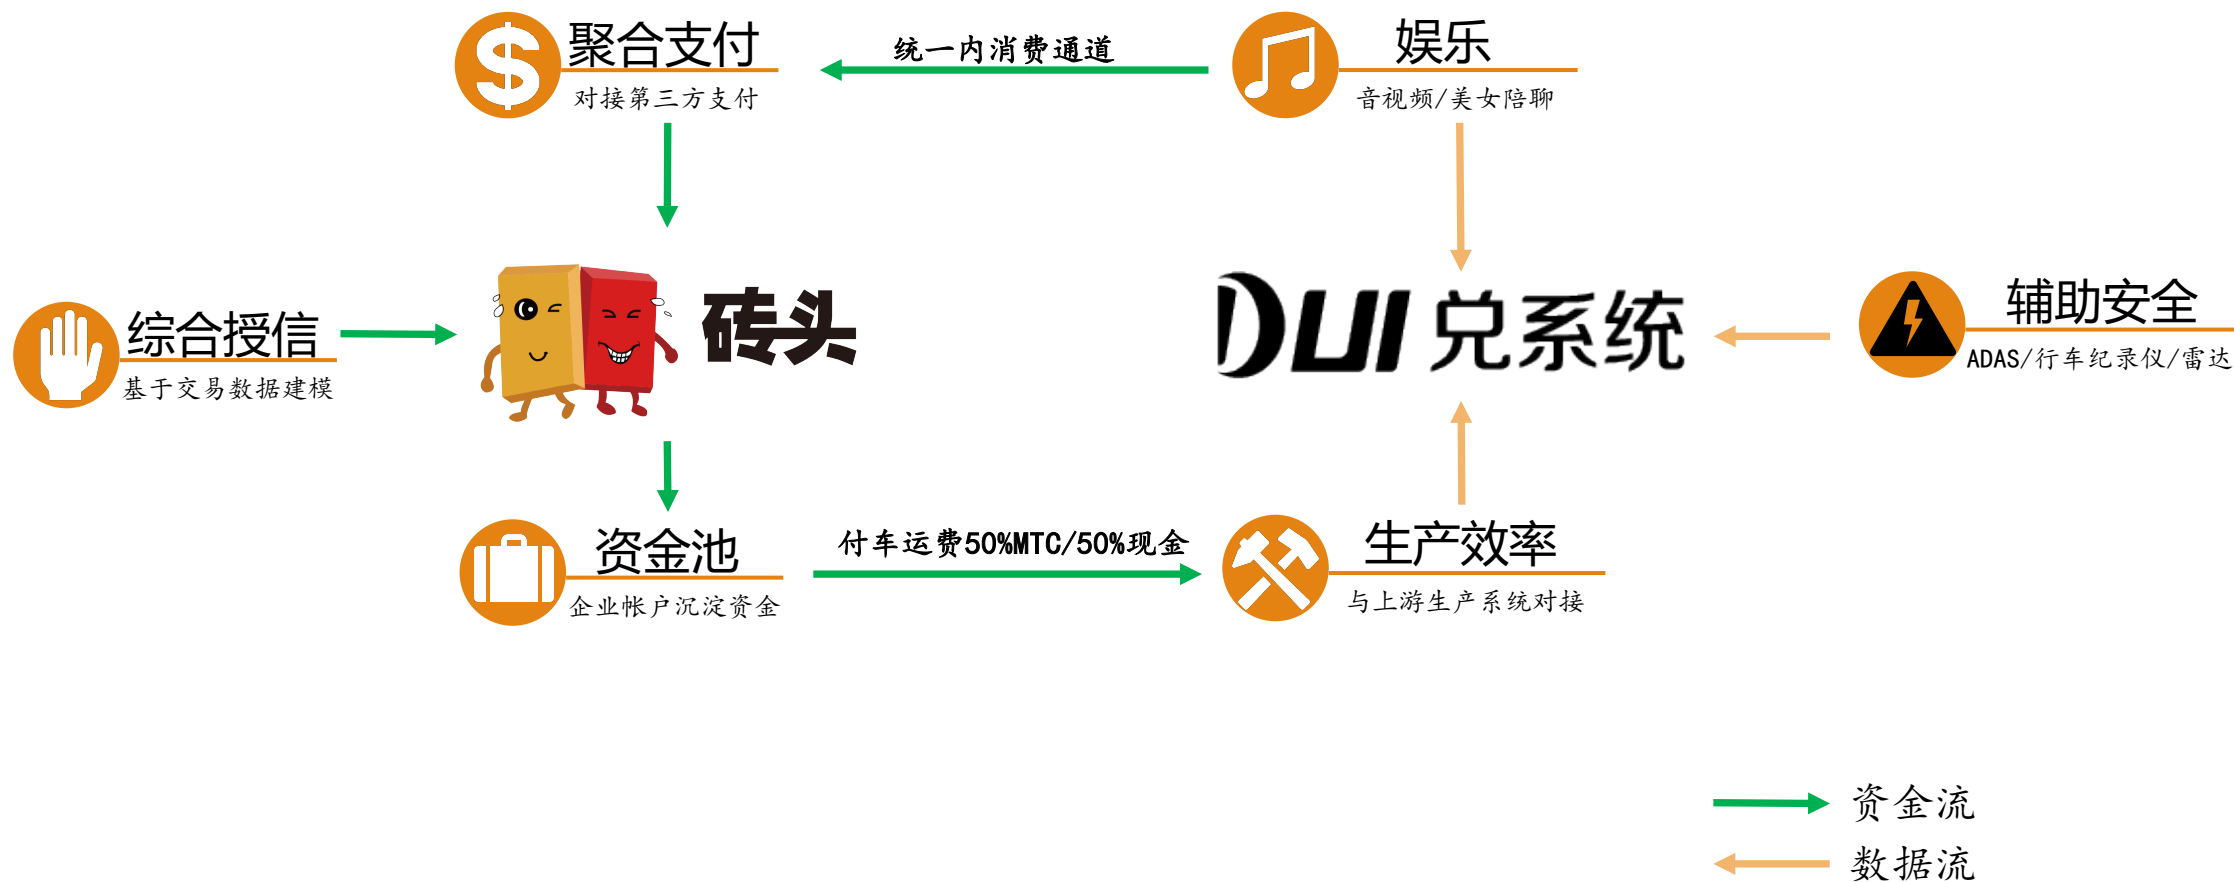 聚合支付
对接第三方支付
统一内消费通道
娱乐
音视频/美女陪聊
综合授信
基于交易数据建模
砖头
DUI 兑系统
辅助安全
ADAS/行车纪录仪/雷达
资金池
企业帐户沉淀资金
付车运费50%MTC/50%现金
生产效率
与上游生产系统对接
资金流
数据流